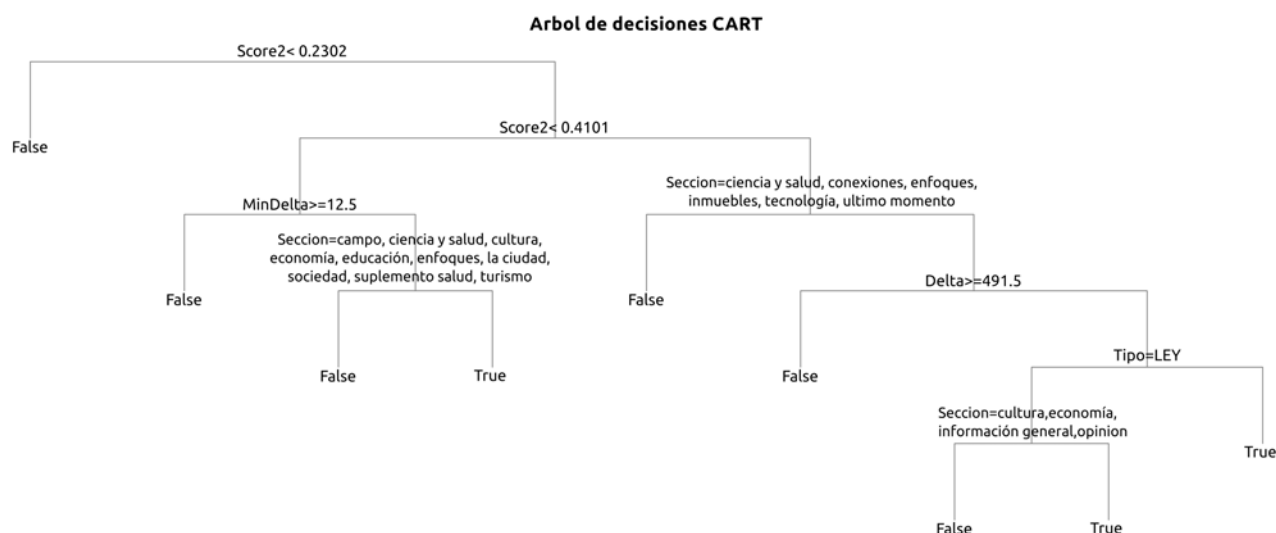 Arbol de decisiones CART
Score2< 0.2302
False
Score2< 0.4101
MinDelta>=12.5
Seccion=ciencia y salud, conexiones, enfoques,
inmuebles, tecnología, ultimo momento
False
Seccion=campo, ciencia y salud, cultura,
economía, educación, enfoques, la ciudad,
sociedad, suplemento salud, turismo
False
Delta>=491.5
False
True
False
Tipo=LEY
Seccion=cultura,economía,
información general,opinion
True
False
True